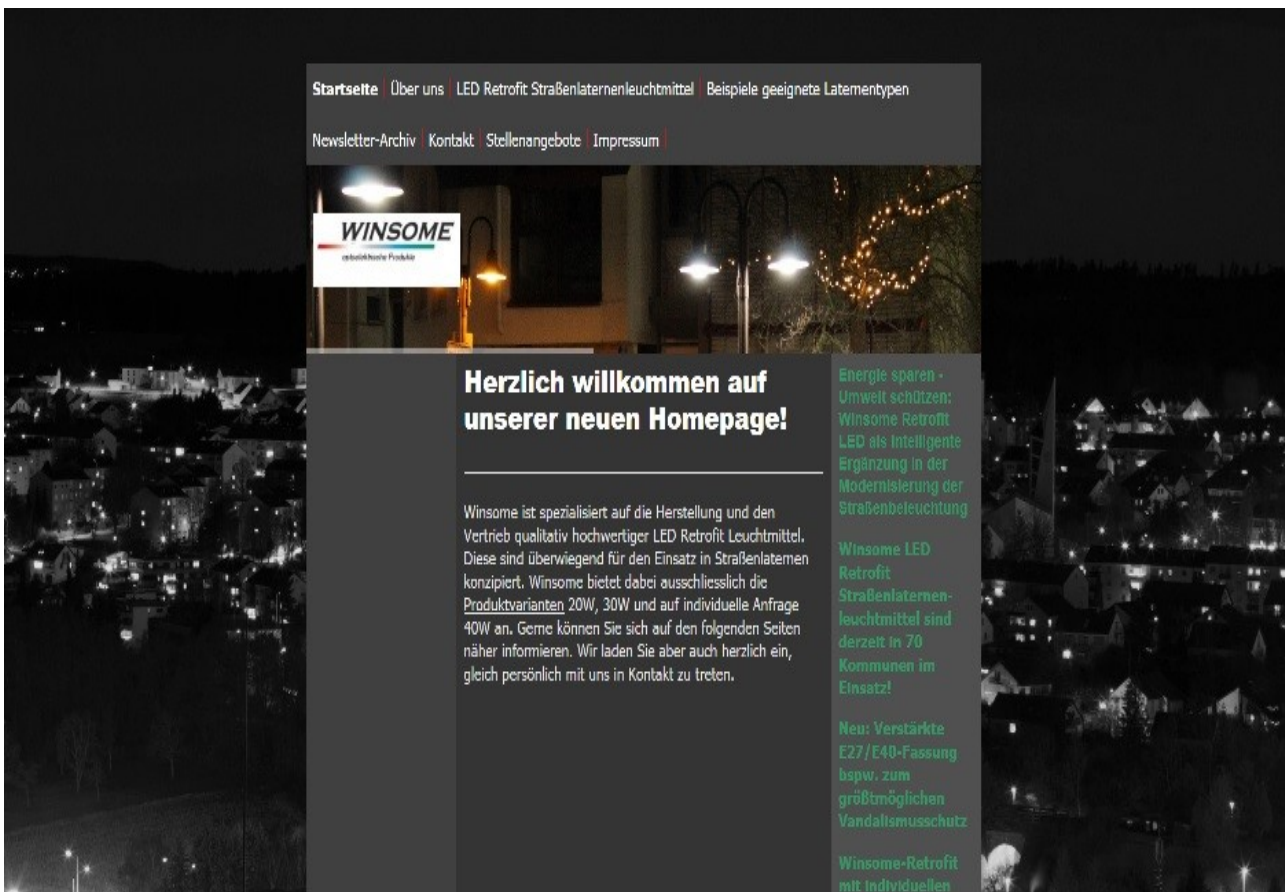 Startseite Über uns LED Retrofit Straßenlaternenleuchtmittel Beispiele geeignete Laternentypen
Newsletter-Archiv Kontakt Stellenangebote Impressum
WINSOME
optoelektrische Produkte
Herzlich willkommen auf
unserer neuen Homepage!
Winsome ist spezialisiert auf die Herstellung und den
Vertrieb qualitativ hochwertiger LED Retrofit Leuchtmittel.
Diese sind überwiegend für den Einsatz in Straßenlaternen
konzipiert. Winsome bietet dabei ausschliesslich die
Produktvarianten 20W, 30W und auf individuelle Anfrage
40W an. Gerne können Sie sich auf den folgenden Seiten
näher informieren. Wir laden Sie aber auch herzlich ein,
gleich persönlich mit uns in Kontakt zu treten.
Energie sparen -
Umwelt schützen:
Winsome Retrofit
LED als intelligente
Ergänzung in der
Modernisierung der
Straßenbeleuchtung
Winsome LED
Retrofit
Straßenlaternen-
leuchtmittel sind
derzeit in 70
Kommunen im
Einsatz!
Neu: Verstärkte
E27/E40-Fassung
bspw. zum
größtmöglichen
Vandalismusschutz
Winsome-Retrofit
mit individuellen